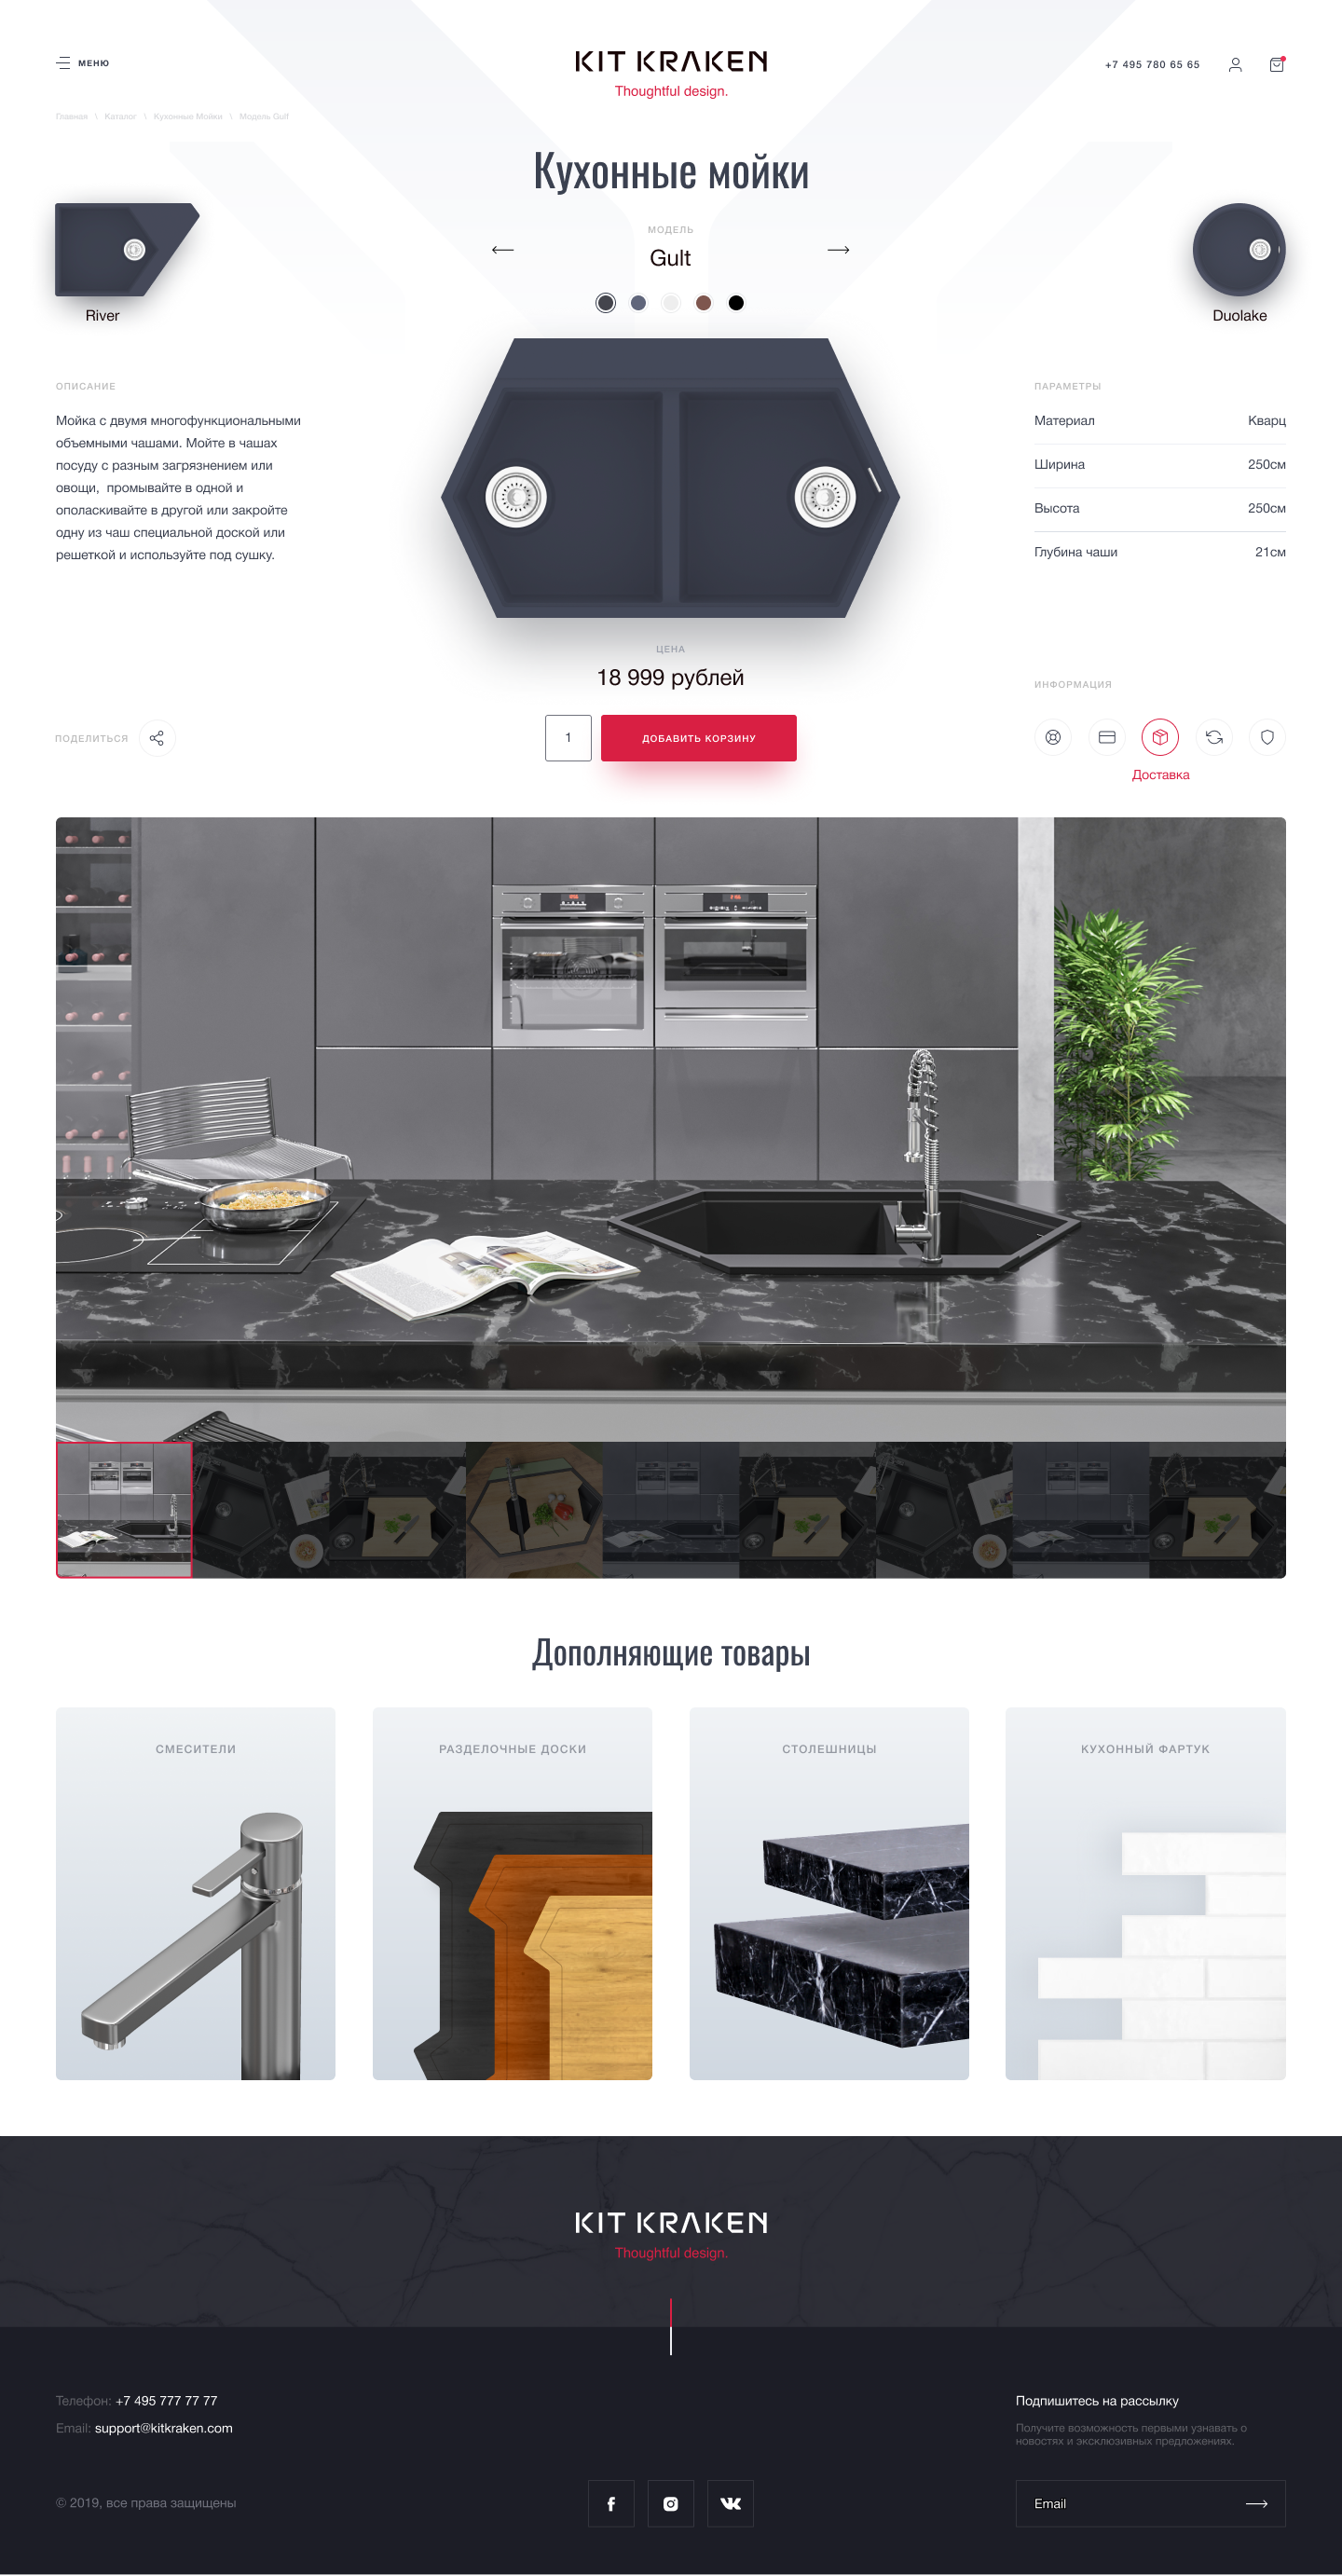 МЕНЮ
KIT KRAKEN
Thoughtful design.
+7 495 780 65 65
Главная \ Каталог \ Кухонные Мойки \ Модель Gulf
Кухонные мойки
МОДЕЛЬ
Gult
River
Duolake
ОПИСАНИЕ
Мойка с двумя многофункциональными
объемными чашами. Мойте в чашах
посуду с разным загрязнением или
овощи, промывайте в одной и
ополаскивайте в другой или закройте
одну из чаш специальной доской или
решеткой и используйте под сушку.
ПАРАМЕТРЫ
Материал Кварц
Ширина 250см
Высота 250см
Глубина чаши 21см
ЦЕНА
18 999 рублей
ПОДЕЛИТЬСЯ
1
ДОБАВИТЬ КОРЗИНУ
ИНФОРМАЦИЯ
Доставка
Дополняющие товары
СМЕСИТЕЛИ
РАЗДЕЛОЧНЫЕ ДОСКИ
СТОЛЕШНИЦЫ
КУХОННЫЙ ФАРТУК
KIT KRAKEN
Thoughtful design.
Телефон: +7 495 777 77 77
Email: support@kitkraken.com
Подпишитесь на рассылку
Получите возможность первыми узнавать о
новостях и эксклюзивных предложениях.
© 2019, все права защищены
Email